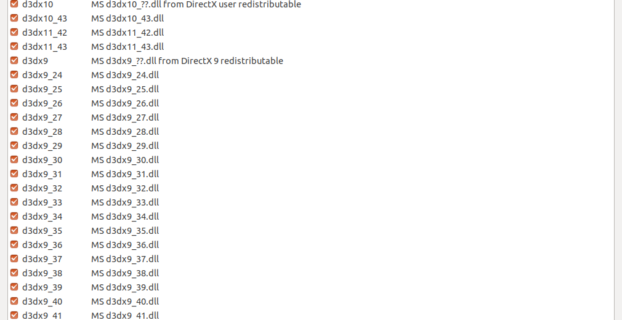 d3dx10 MS d3dx10_??.dll from DirectX user redistributable
d3dx10_43 MS d3dx10_43.dll
d3dx11_42 MS d3dx11_42.dll
d3dx11_43 MS d3dx11_43.dll
d3dx9 MS d3dx9_??.dll from DirectX 9 redistributable
d3dx9_24 MS d3dx9_24.dll
d3dx9_25 MS d3dx9_25.dll
d3dx9_26 MS d3dx9_26.dll
d3dx9_27 MS d3dx9_27.dll
d3dx9_28 MS d3dx9_28.dll
d3dx9_29 MS d3dx9_29.dll
d3dx9_30 MS d3dx9_30.dll
d3dx9_31 MS d3dx9_31.dll
d3dx9_32 MS d3dx9_32.dll
d3dx9_33 MS d3dx9_33.dll
d3dx9_34 MS d3dx9_34.dll
d3dx9_35 MS d3dx9_35.dll
d3dx9_36 MS d3dx9_36.dll
d3dx9_37 MS d3dx9_37.dll
d3dx9_38 MS d3dx9_38.dll
d3dx9_39 MS d3dx9_39.dll
d3dx9_40 MS d3dx9_40.dll
d3dx9_41 MS d3dx9_41.dll